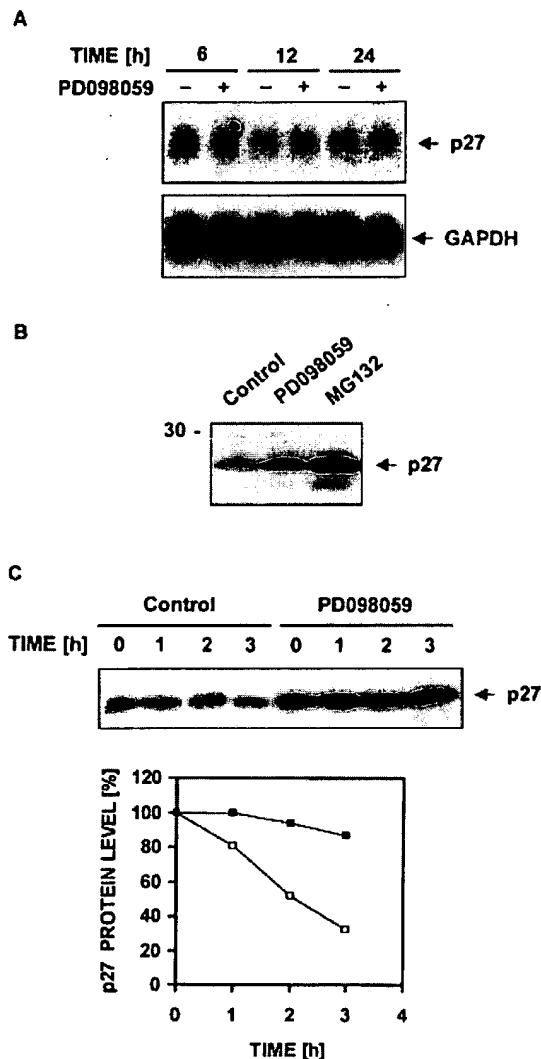 A
TIME [h] 6 12 24
PD098059 – + – + – +
← p27
← GAPDH
B
Control PD098059 MG132
30 -
← p27
C
Control PD098059
TIME [h] 0 1 2 3 0 1 2 3
← p27
p27 PROTEIN LEVEL [%]
120
100
80
60
40
20
0
0 1 2 3 4
TIME [h]